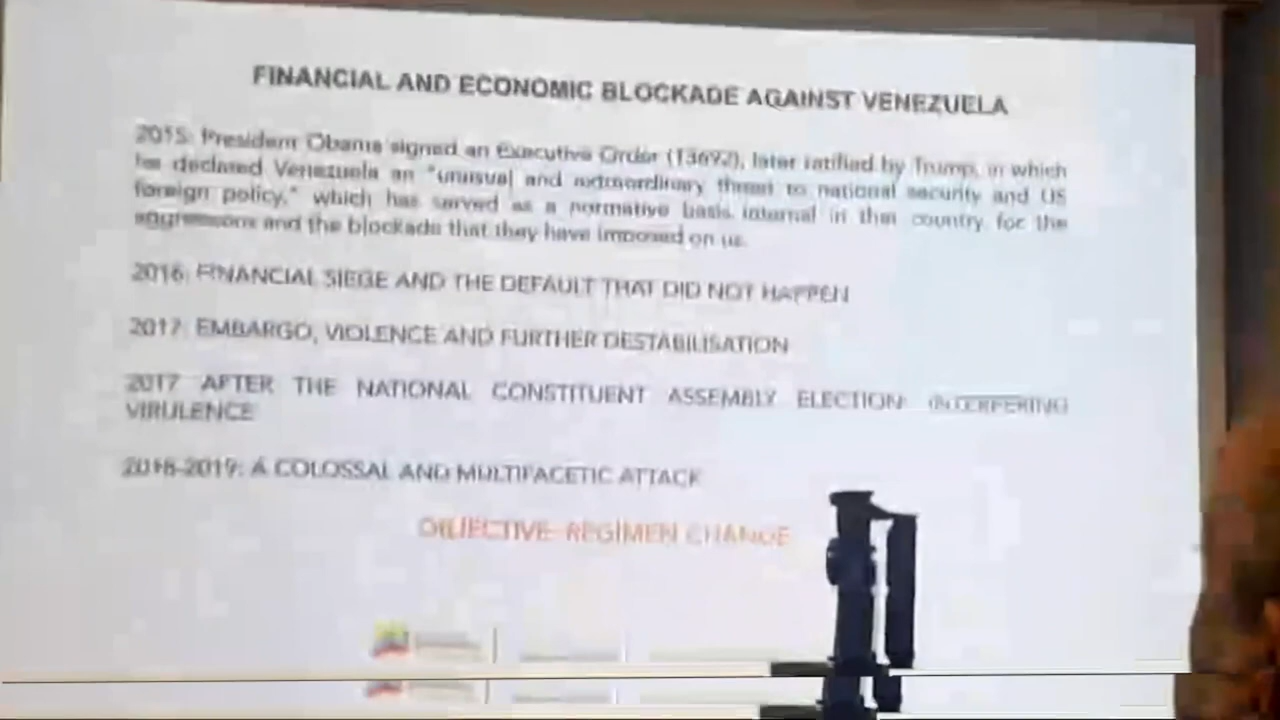 FINANCIAL AND ECONOMIC BLOCKADE AGAINST VENEZUELA
2015: President Obama signed an Executive Order (13692), later ratified by Trump, in which
he declared Venezuela an "unusual and extraordinary threat to national security and US
foreign policy," which has served as a normative basis internal in that country for the
aggressions and the blockade that they have imposed on us.
2016: FINANCIAL SIEGE AND THE DEFAULT THAT DID NOT HAPPEN
2017: EMBARGO, VIOLENCE AND FURTHER DESTABILISATION
2017 AFTER THE NATIONAL CONSTITUENT ASSEMBLY ELECTION: INTERFERING
VIRULENCE
2018-2019: A COLOSSAL AND MULTIFACETIC ATTACK
OBJECTIVE: REGIMEN CHANGE